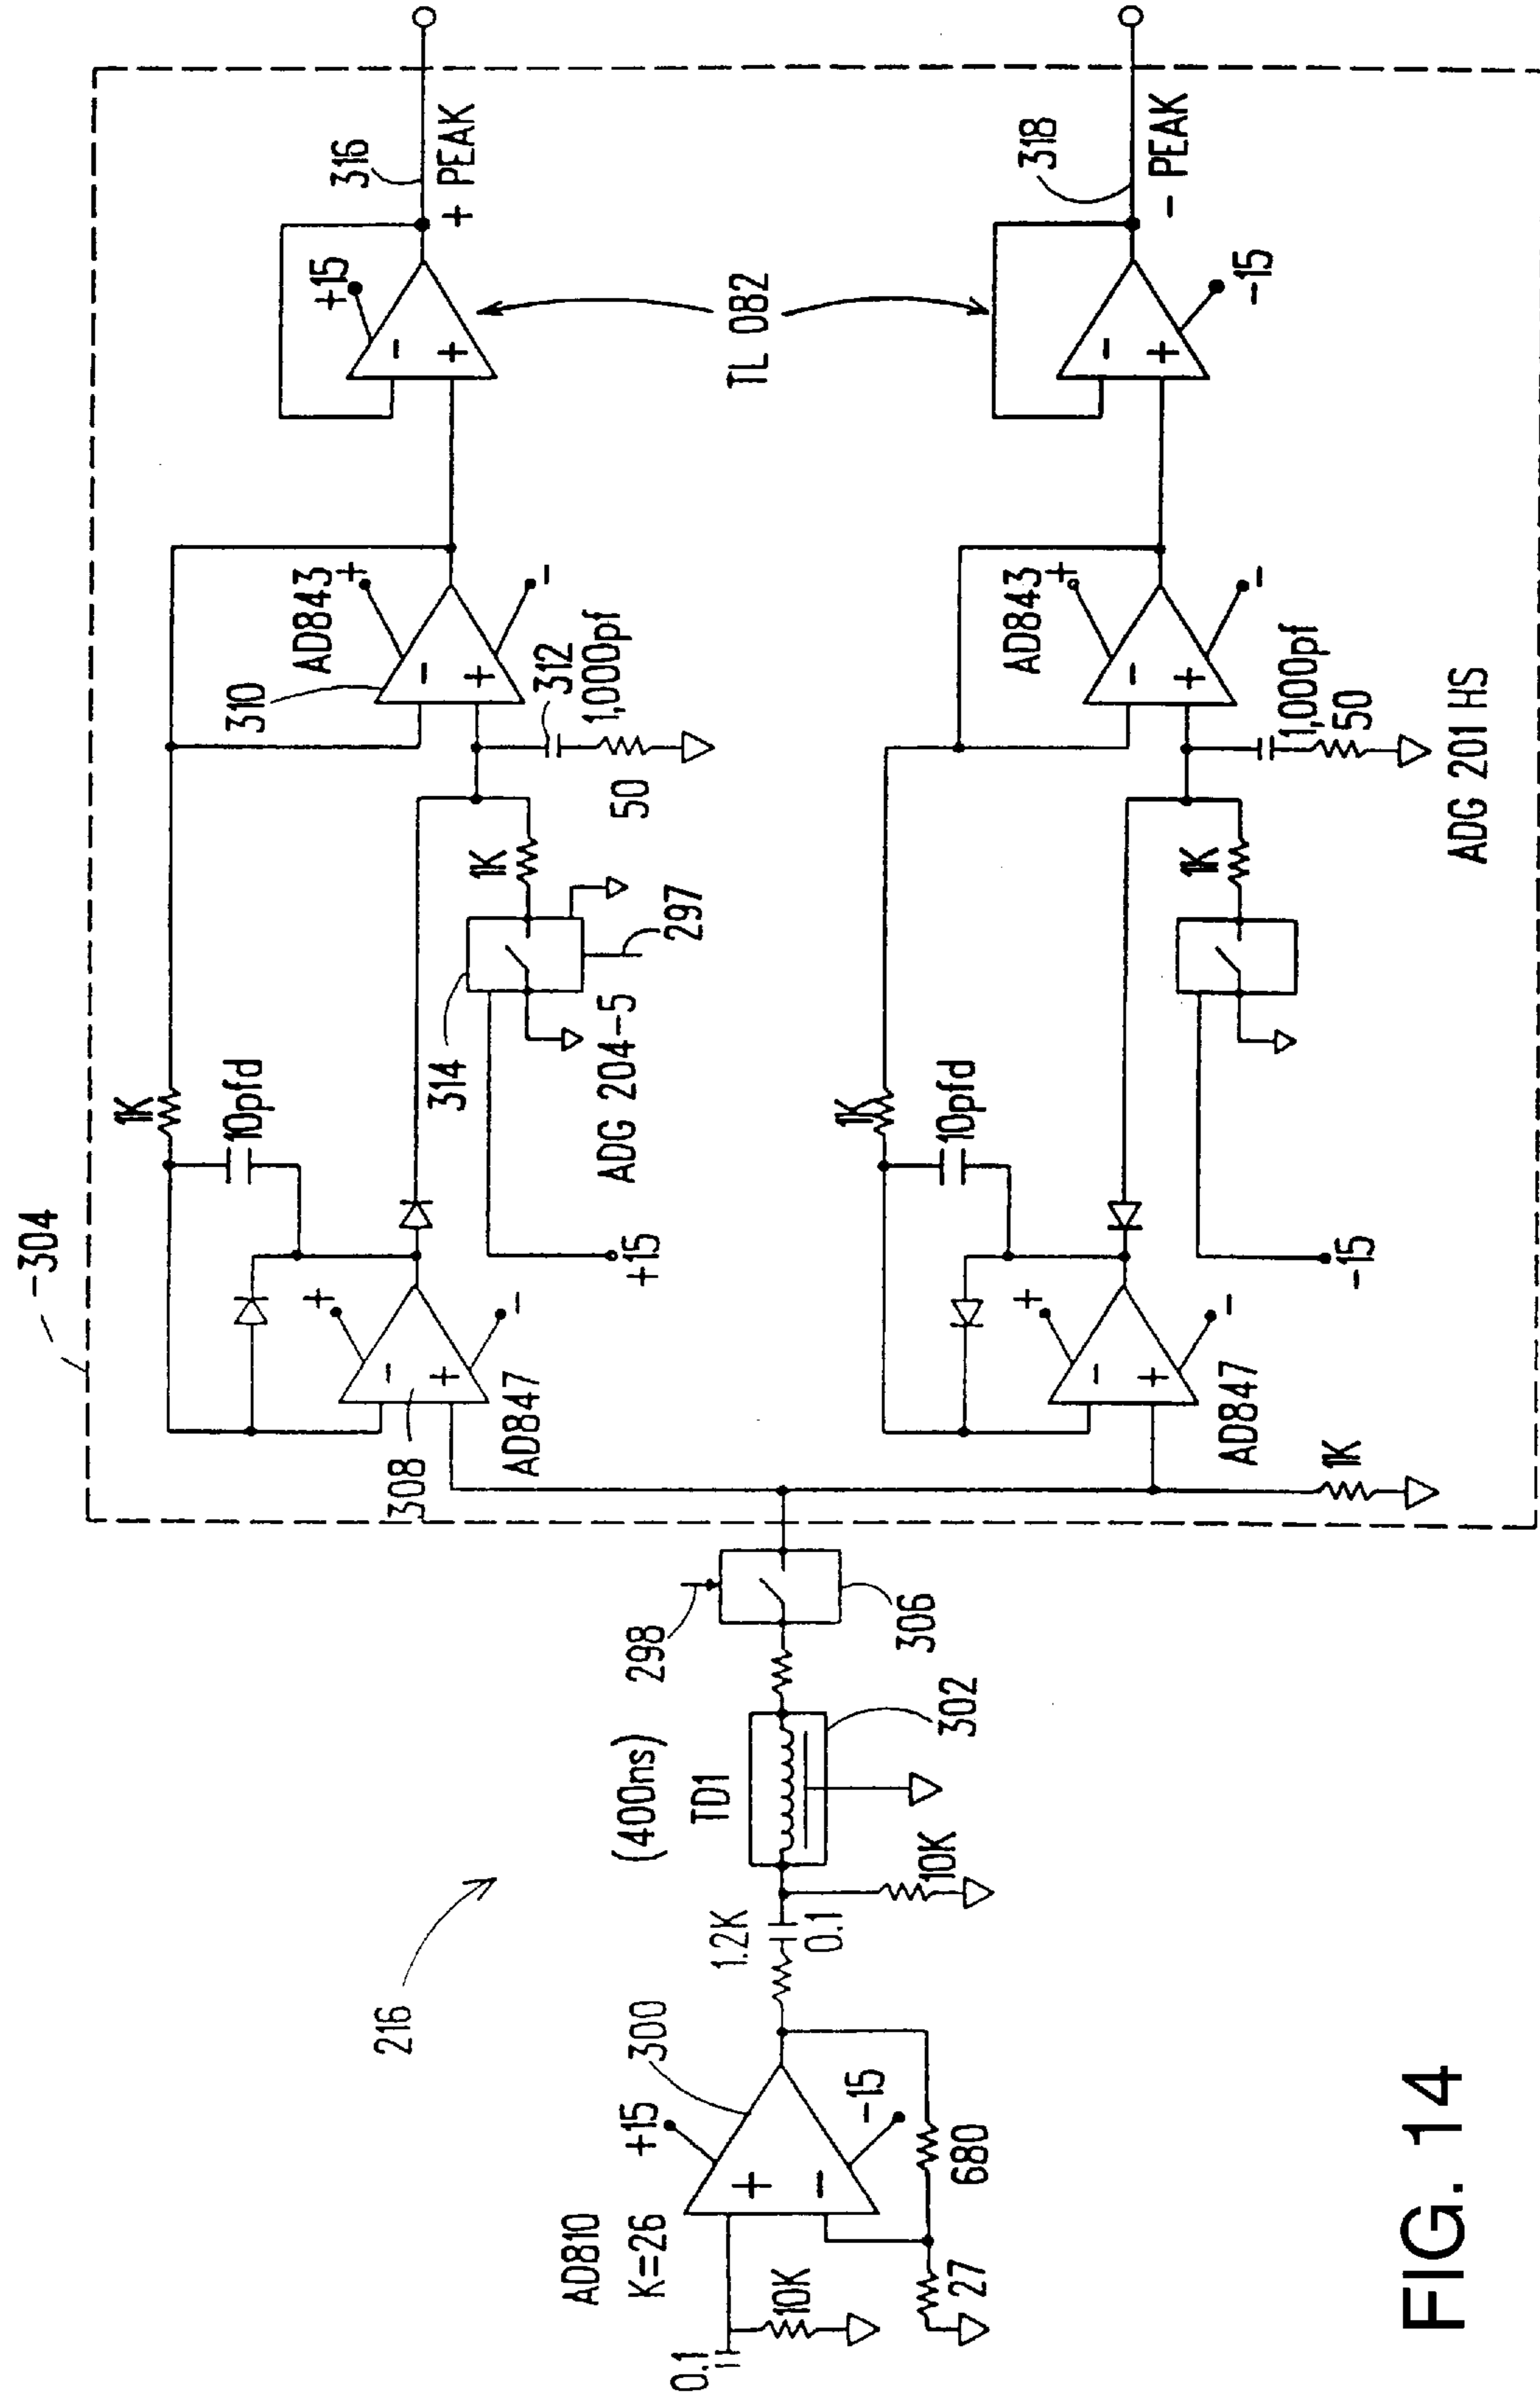 FIG. 14
216
0.1
10K
AD810
K=26
+15
300
-15
27
680
1.2K
0.1
10K
(400ns)
TD1
302
298
306
304
308
AD847
+
-
-
+
1K
10pfd
+15
314
ADG 204-5
297
1K
50
312
1,000pf
310
AD843
+
-
-
+
+15
-
+
316
+ PEAK
TL 082
1K
AD847
+
-
-
+
1K
10pfd
-15
1K
1,000pf
50
ADG 201 HS
AD843
+
-
-
+
-
+
-15
318
- PEAK
+
-